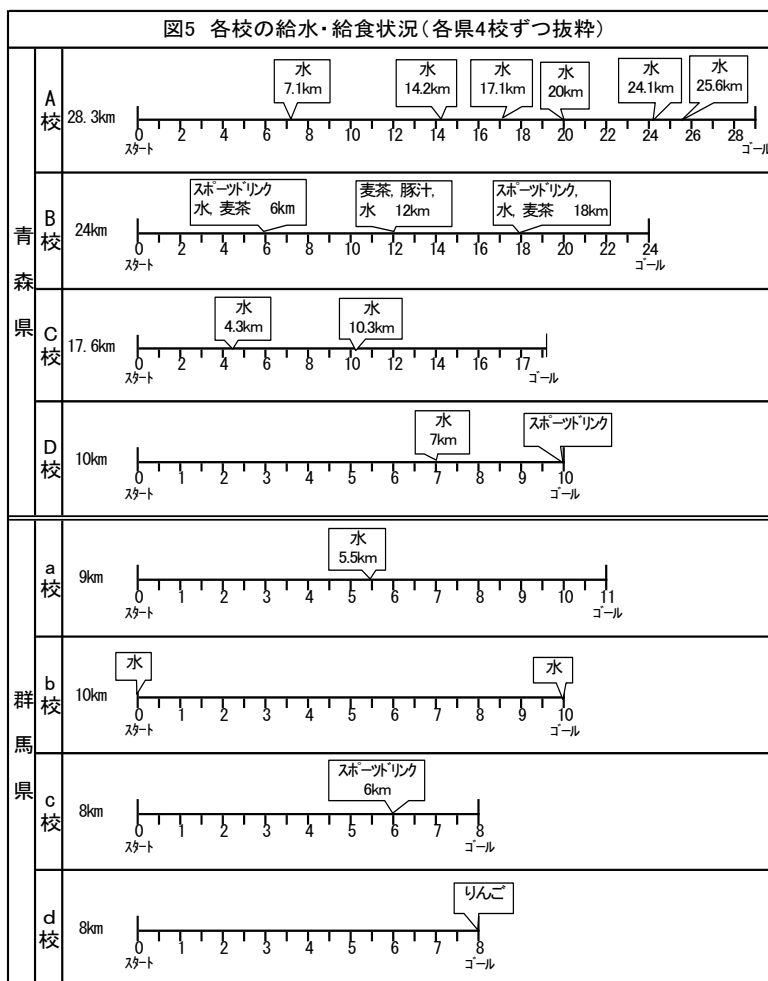 図5 各校の給水・給食状況(各県4校ずつ抜粋)
青森県
A校
28.3km
水
7.1km
水
14.2km
水
17.1km
水
20km
水
24.1km
水
25.6km
0 2 4 6 8 10 12 14 16 18 20 22 24 26 28
スタート ゴール
B校
24km
スポーツドリンク
水, 麦茶 6km
麦茶, 豚汁,
水 12km
スポーツドリンク,
水, 麦茶 18km
0 2 4 6 8 10 12 14 16 18 20 22 24
スタート ゴール
C校
17.6km
水
4.3km
水
10.3km
0 2 4 6 8 10 12 14 16 17
スタート ゴール
D校
10km
水
7km
スポーツドリンク
0 1 2 3 4 5 6 7 8 9 10
スタート ゴール
群馬県
a校
9km
水
5.5km
0 1 2 3 4 5 6 7 8 9 10 11
スタート ゴール
b校
10km
水
水
0 1 2 3 4 5 6 7 8 9 10
スタート ゴール
c校
8km
スポーツドリンク
6km
0 1 2 3 4 5 6 7 8
スタート ゴール
d校
8km
りんご
0 1 2 3 4 5 6 7 8
スタート ゴール